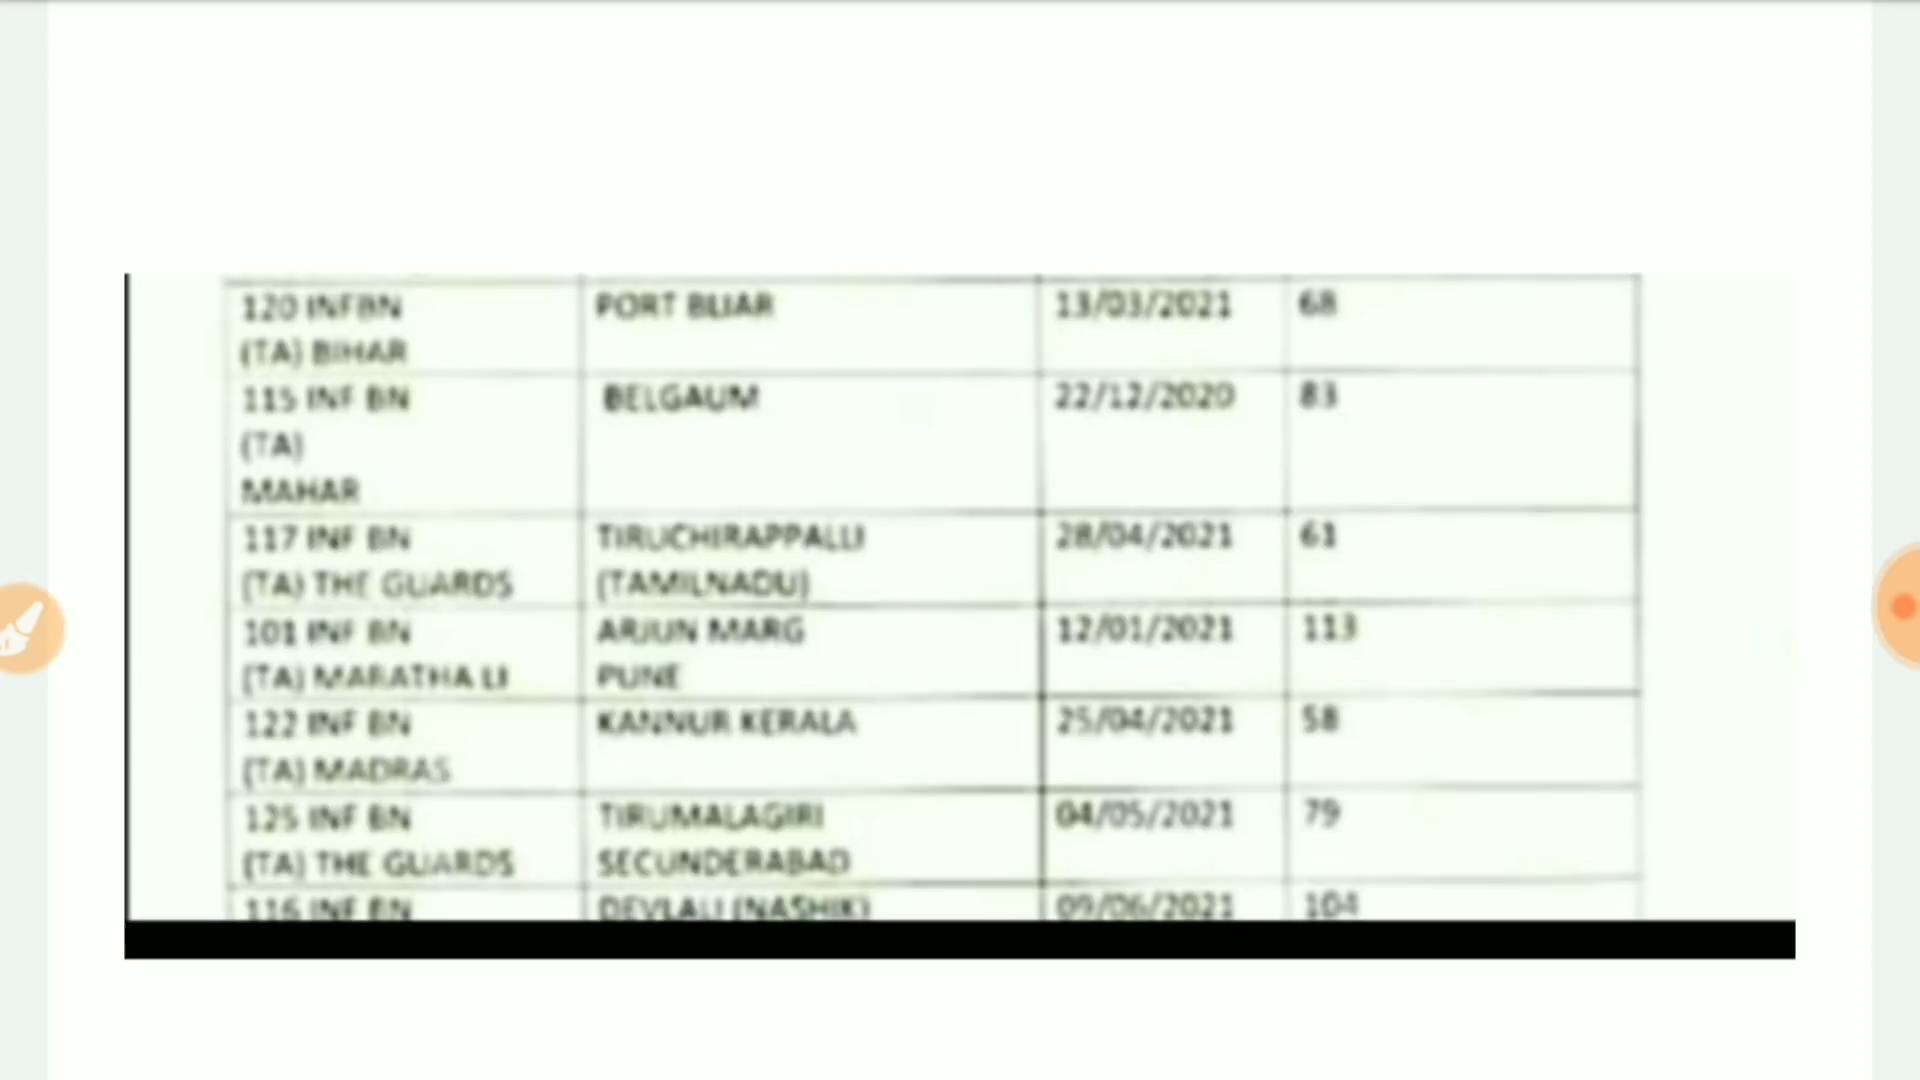 120 INFBN PORT BLIAR 13/03/2021 68
(TA) BIHAR
115 INF BN BELGAUM 22/12/2020 83
(TA)
MAHAR
117 INF BN TIRUCHIRAPPALLI 28/04/2021 61
(TA) THE GUARDS (TAMILNADU)
101 INF BN ARJUN MARG 12/01/2021 113
(TA) MARATHA LI PUNE
122 INF BN KANNUR KERALA 25/04/2021 58
(TA) MADRAS
125 INF BN TIRUMALAGIRI 04/05/2021 79
(TA) THE GUARDS SECUNDERABAD
116 INF BN DEVLALI (NASHIK) 09/06/2021 104